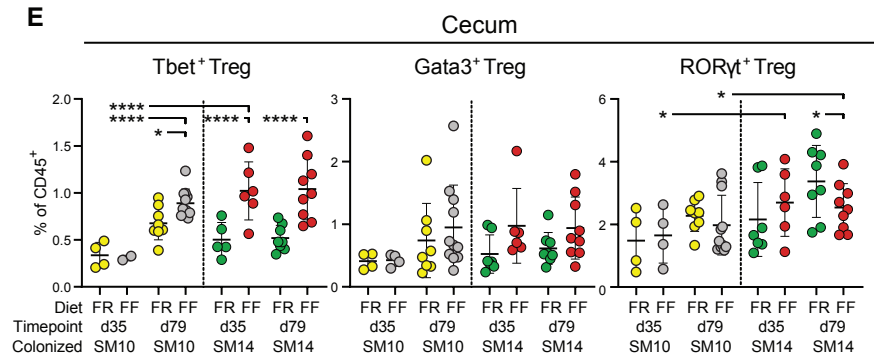 E
Cecum
Tbet+ Treg Gata3+ Treg RORγt+ Treg
% of CD45+
2.0
1.5
1.0
0.5
0.0
****
****
*
**** ****
3
2
1
0
6
4
2
0
*
*
*
Diet FR FF FR FF FR FF FR FF FR FF FR FF FR FF FR FF FR FF FR FF FR FF FR FF
Timepoint d35 d79 d35 d79 d35 d79 d35 d79 d35 d79 d35 d79
Colonized SM10 SM10 SM14 SM14 SM10 SM10 SM14 SM14 SM10 SM10 SM14 SM14